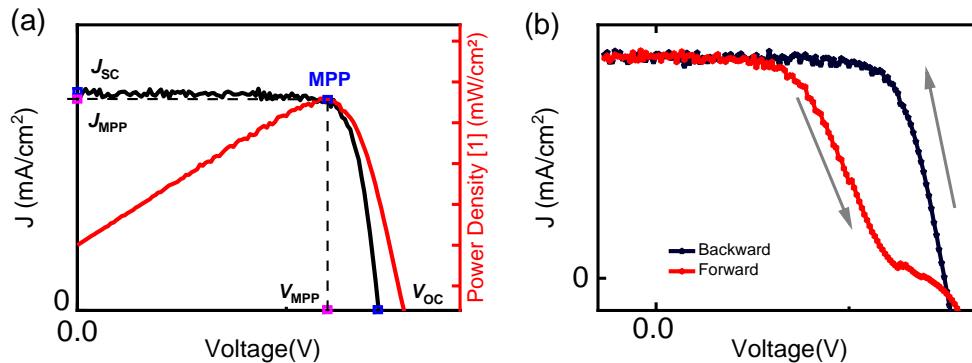 (a)
J (mA/cm²)
J_SC
J_MPP
MPP
V_MPP
V_OC
0
0.0
Voltage(V)
Power Density [1] (mW/cm²)
(b)
J (mA/cm²)
Backward
Forward
0
0.0
Voltage(V)